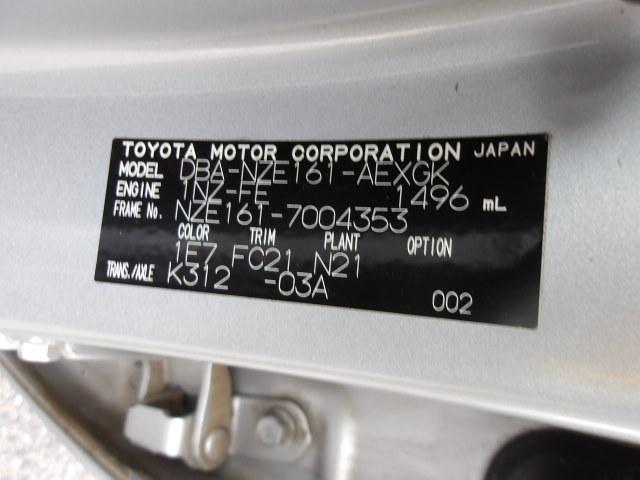 TOYOTA MOTOR CORPORATION JAPAN
MODEL DBA-NZE161-AEXGK
ENGINE 1NZ-FE 1496 mL
FRAME No. NZE161-7004353
COLOR TRIM PLANT OPTION
1E7 FC21 N21
TRANS./AXLE K312 -03A
002